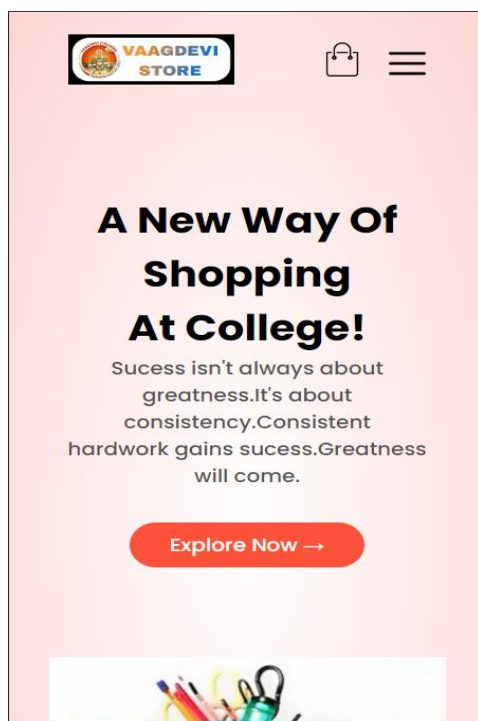 VAAGDEVI
STORE
A New Way Of
Shopping
At College!
Sucess isn't always about
greatness.It's about
consistency.Consistent
hardwork gains sucess.Greatness
will come.
Explore Now →